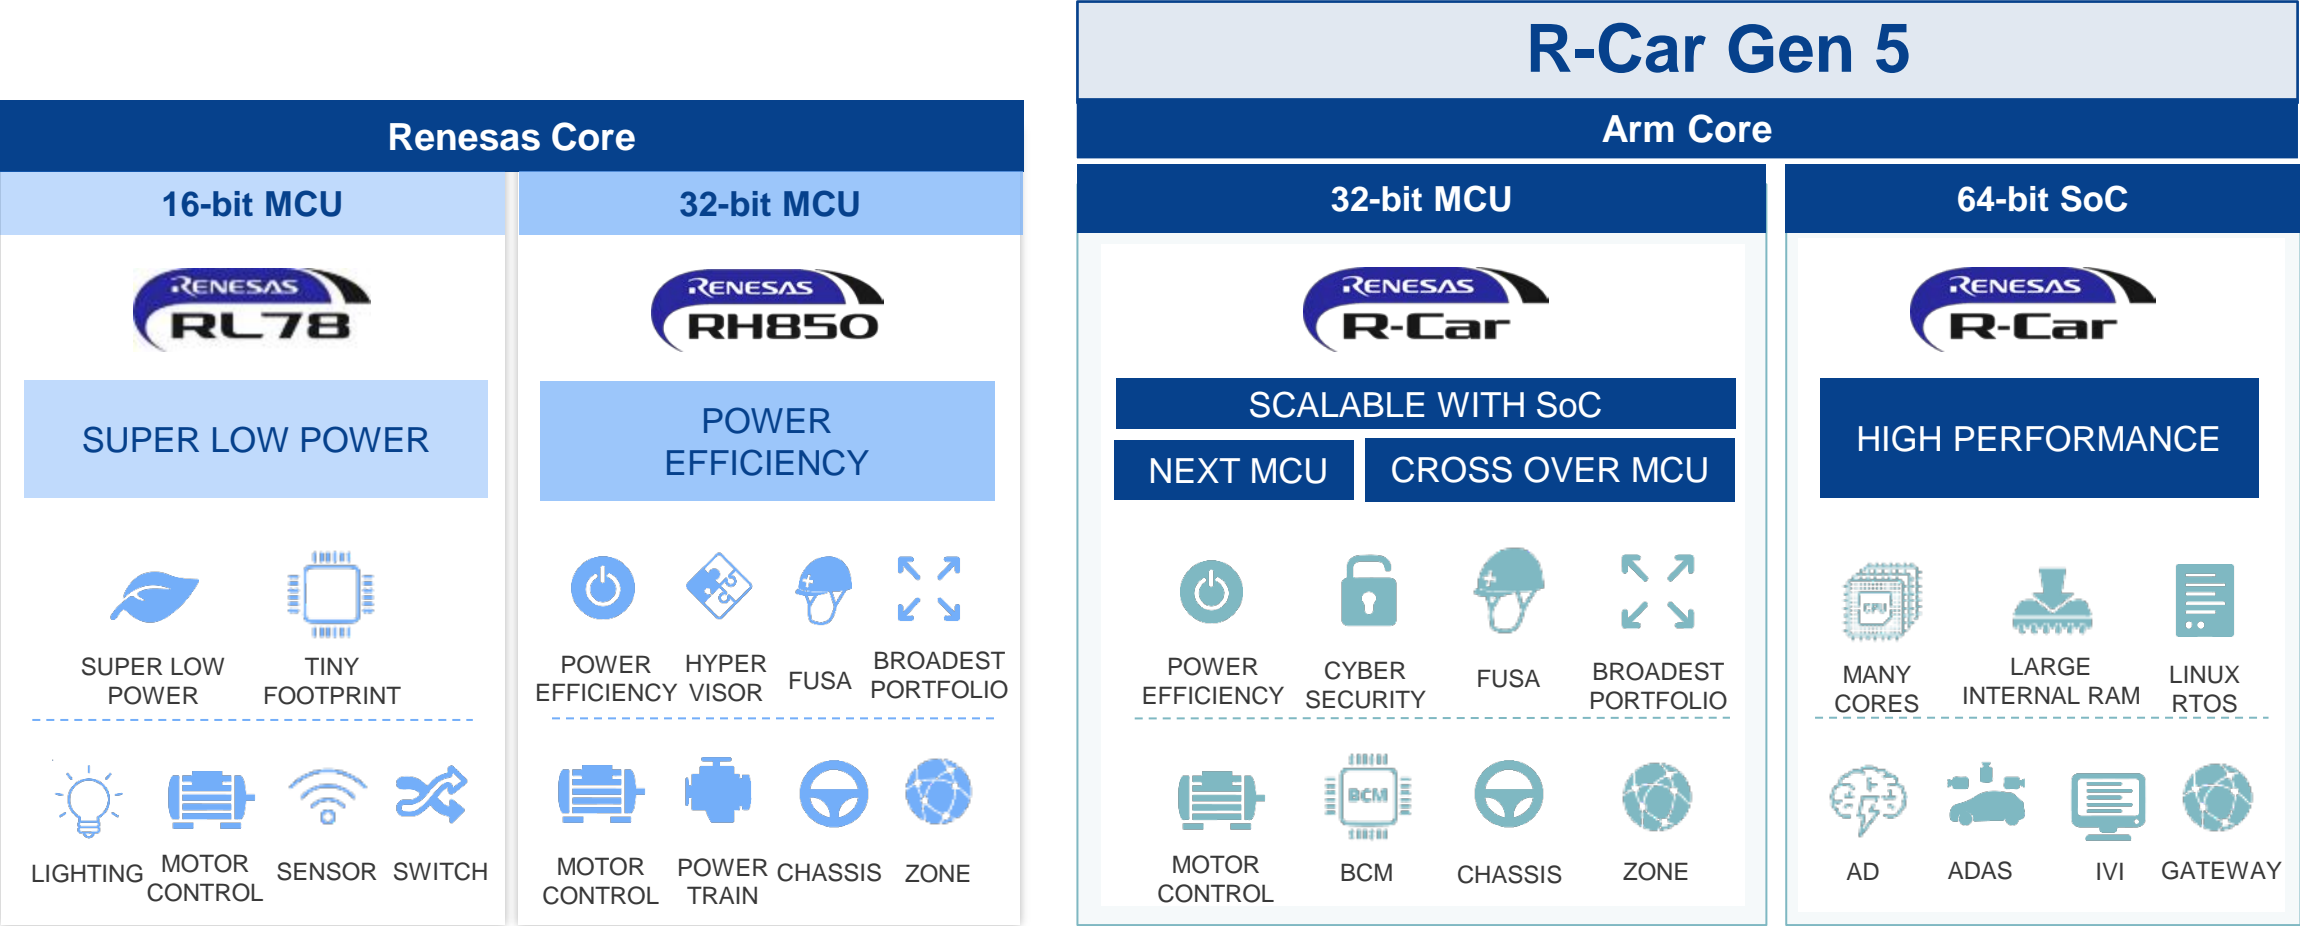 R-Car Gen 5
Renesas Core
Arm Core
16-bit MCU
32-bit MCU
32-bit MCU
64-bit SoC
RENESAS
RL78
RENESAS
RH850
RENESAS
R-Car
RENESAS
R-Car
SUPER LOW POWER
POWER
EFFICIENCY
SCALABLE WITH SoC
NEXT MCU
CROSS OVER MCU
HIGH PERFORMANCE
SUPER LOW
POWER
TINY
FOOTPRINT
POWER
EFFICIENCY
HYPER
VISOR
FUSA
BROADEST
PORTFOLIO
POWER
EFFICIENCY
CYBER
SECURITY
FUSA
BROADEST
PORTFOLIO
CPU
MANY
CORES
LARGE
INTERNAL RAM
LINUX
RTOS
LIGHTING
MOTOR
CONTROL
SENSOR
SWITCH
MOTOR
CONTROL
POWER
TRAIN
CHASSIS
ZONE
MOTOR
CONTROL
BCM
BCM
CHASSIS
ZONE
AD
ADAS
IVI
GATEWAY